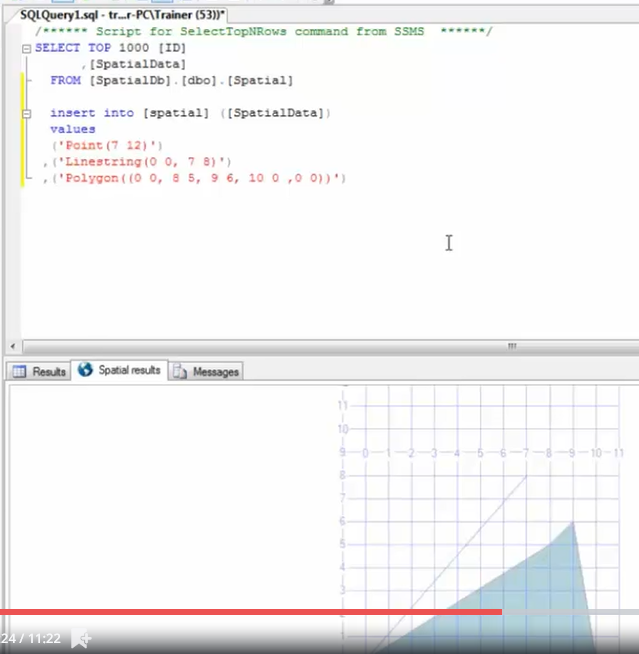 SQLQuery1.sql - tr...r-PC\Trainer (53))*
/****** Script for SelectTopNRows command from SSMS ******/
SELECT TOP 1000 [ID]
,[SpatialData]
FROM [SpatialDb].[dbo].[Spatial]
insert into [spatial] ([SpatialData])
values
('Point(7 12)')
,('Linestring(0 0, 7 8)')
,('Polygon((0 0, 8 5, 9 6, 10 0 ,0 0))')
Results Spatial results Messages
11
10
9 0 1 2 3 4 5 6 7 8 9 10 11
8
7
6
5
4
3
2
1
24 / 11:22